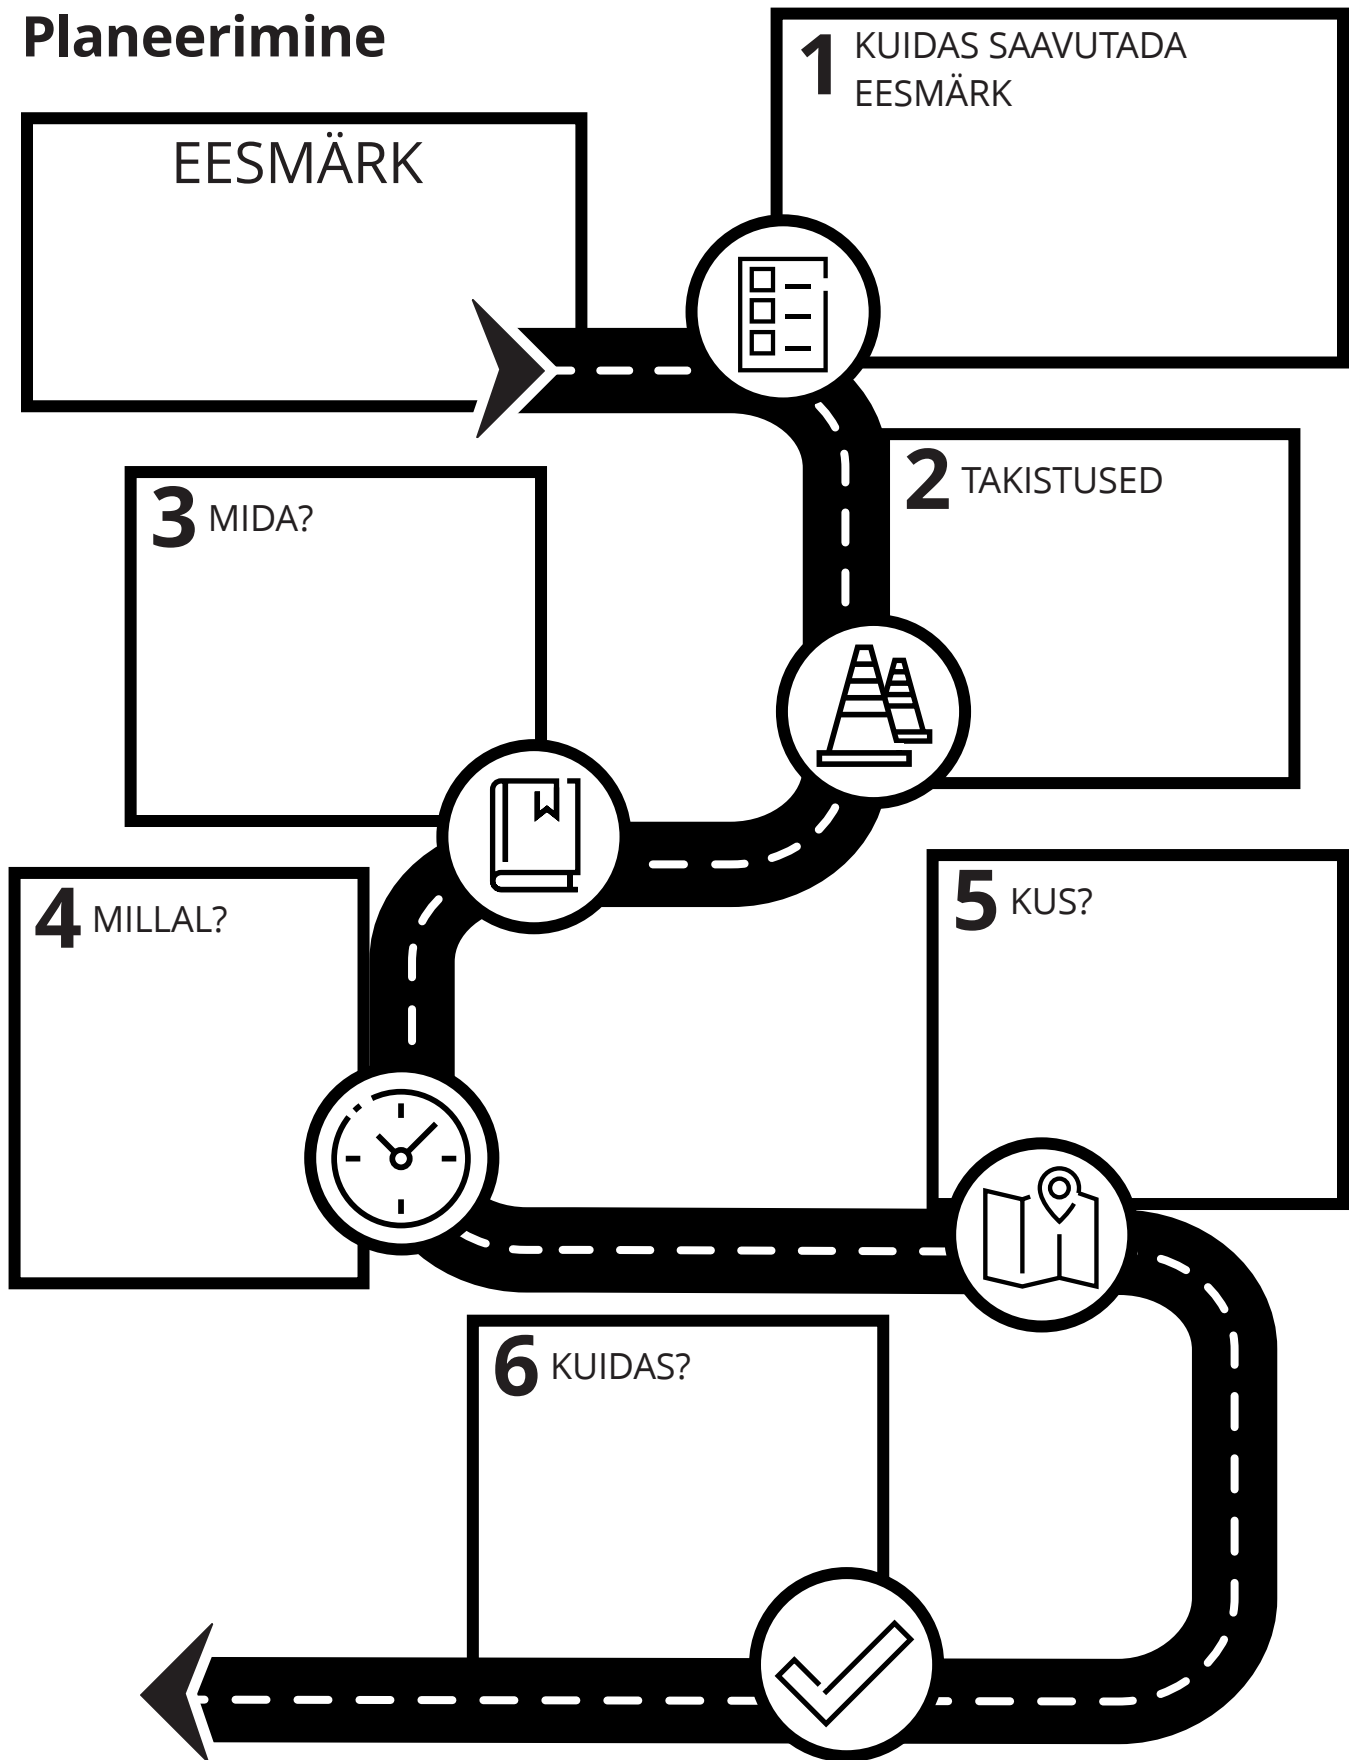 Planeerimine
EESMÄRK
1 KUIDAS SAAVUTADA
EESMÄRK
2 TAKISTUSED
3 MIDA?
4 MILLAL?
5 KUS?
6 KUIDAS?